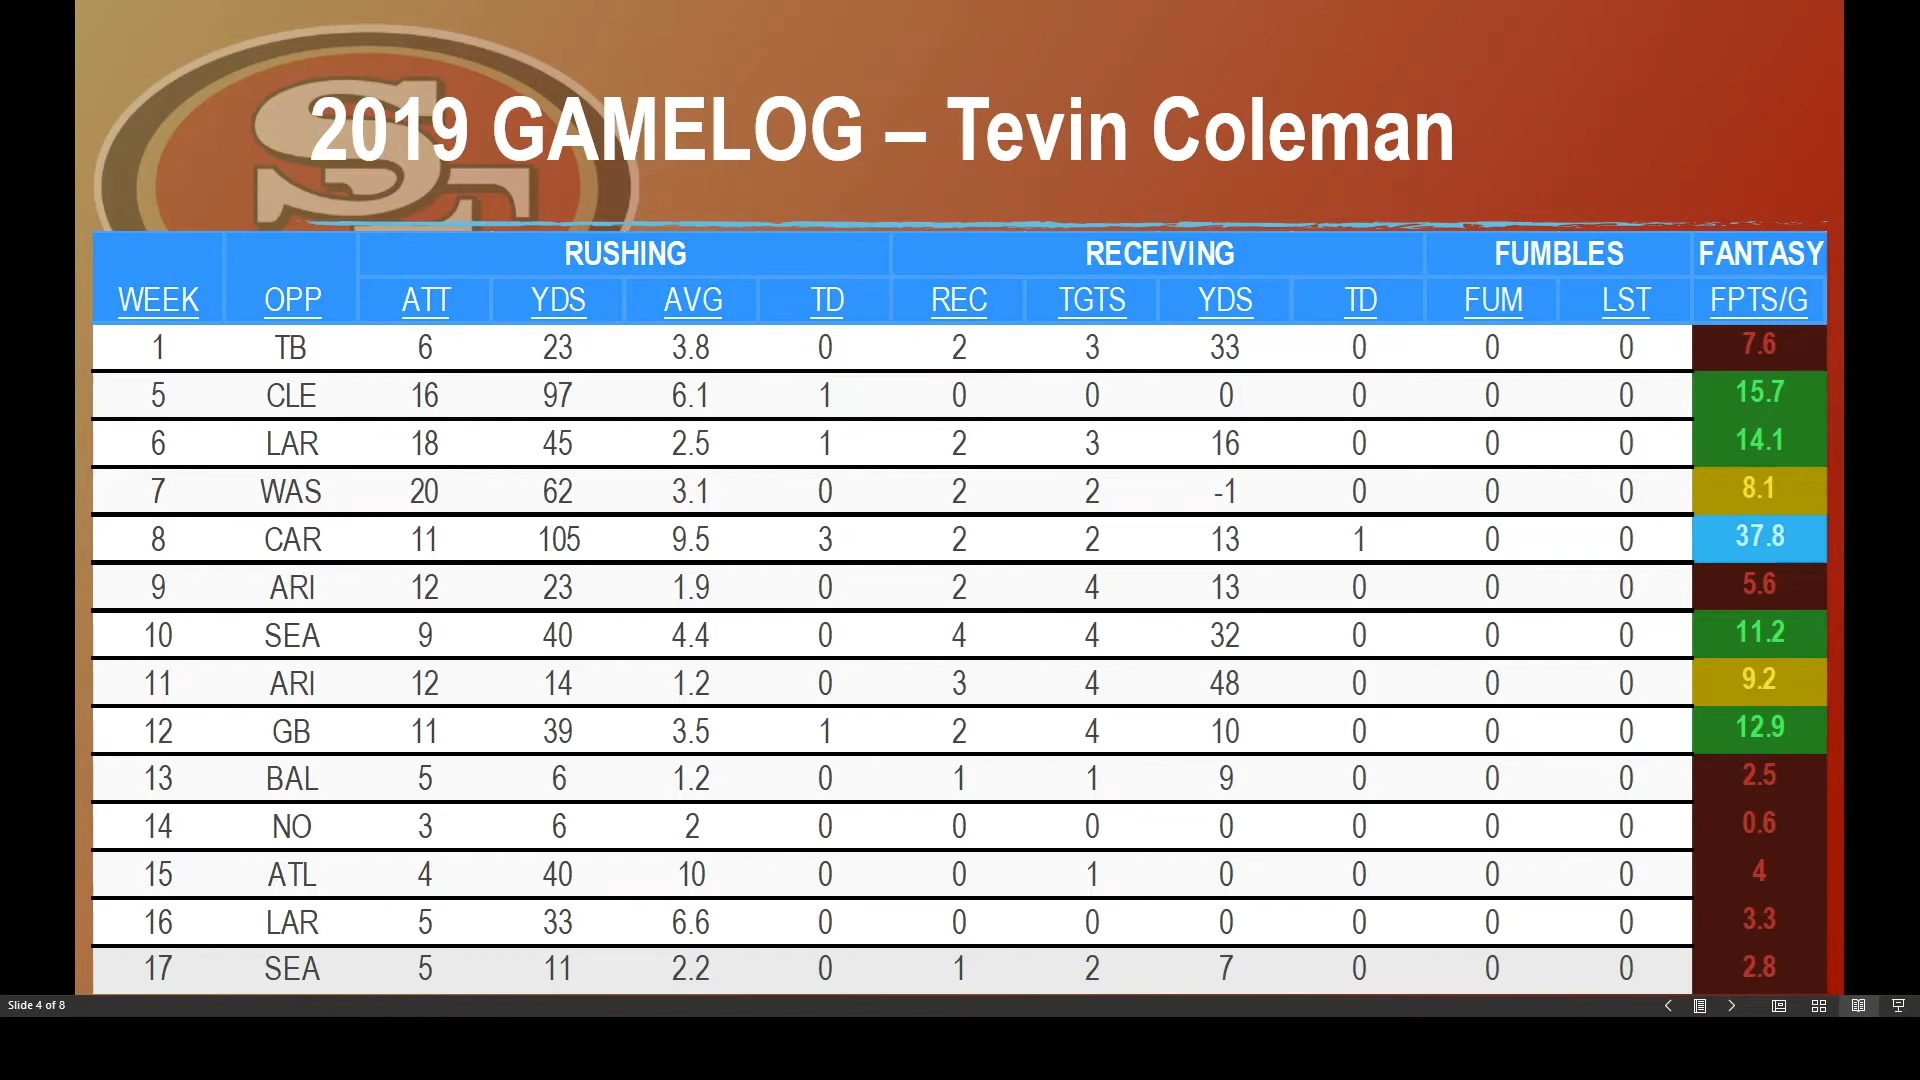 2019 GAMELOG – Tevin Coleman
RUSHING RECEIVING FUMBLES FANTASY
WEEK OPP ATT YDS AVG TD REC TGTS YDS TD FUM LST FPTS/G
1 TB 6 23 3.8 0 2 3 33 0 0 0 7.6
5 CLE 16 97 6.1 1 0 0 0 0 0 0 15.7
6 LAR 18 45 2.5 1 2 3 16 0 0 0 14.1
7 WAS 20 62 3.1 0 2 2 -1 0 0 0 8.1
8 CAR 11 105 9.5 3 2 2 13 1 0 0 37.8
9 ARI 12 23 1.9 0 2 4 13 0 0 0 5.6
10 SEA 9 40 4.4 0 4 4 32 0 0 0 11.2
11 ARI 12 14 1.2 0 3 4 48 0 0 0 9.2
12 GB 11 39 3.5 1 2 4 10 0 0 0 12.9
13 BAL 5 6 1.2 0 1 1 9 0 0 0 2.5
14 NO 3 6 2 0 0 0 0 0 0 0 0.6
15 ATL 4 40 10 0 0 1 0 0 0 0 4
16 LAR 5 33 6.6 0 0 0 0 0 0 0 3.3
17 SEA 5 11 2.2 0 1 2 7 0 0 0 2.8
Slide 4 of 8